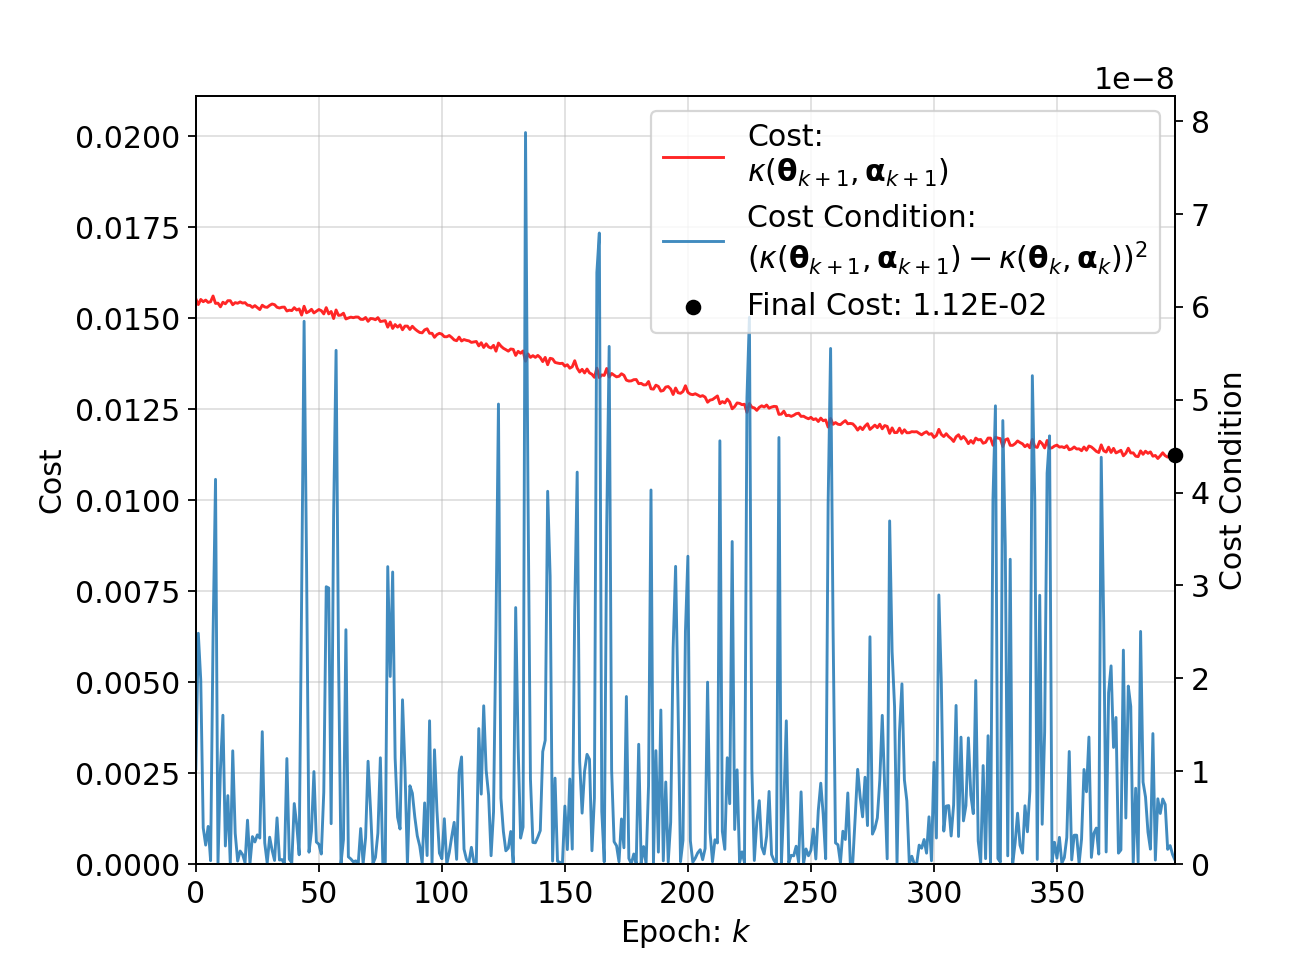 1e−8
0.0200
0.0175
0.0150
0.0125
0.0100
0.0075
0.0050
0.0025
0.0000
Cost
Cost:
κ(𝛉ₖ₊₁, 𝛂ₖ₊₁)
Cost Condition:
(κ(𝛉ₖ₊₁, 𝛂ₖ₊₁) − κ(𝛉ₖ, 𝛂ₖ))²
Final Cost: 1.12E-02
8
7
6
5
4
3
2
1
0
Cost Condition
0 50 100 150 200 250 300 350
Epoch: k